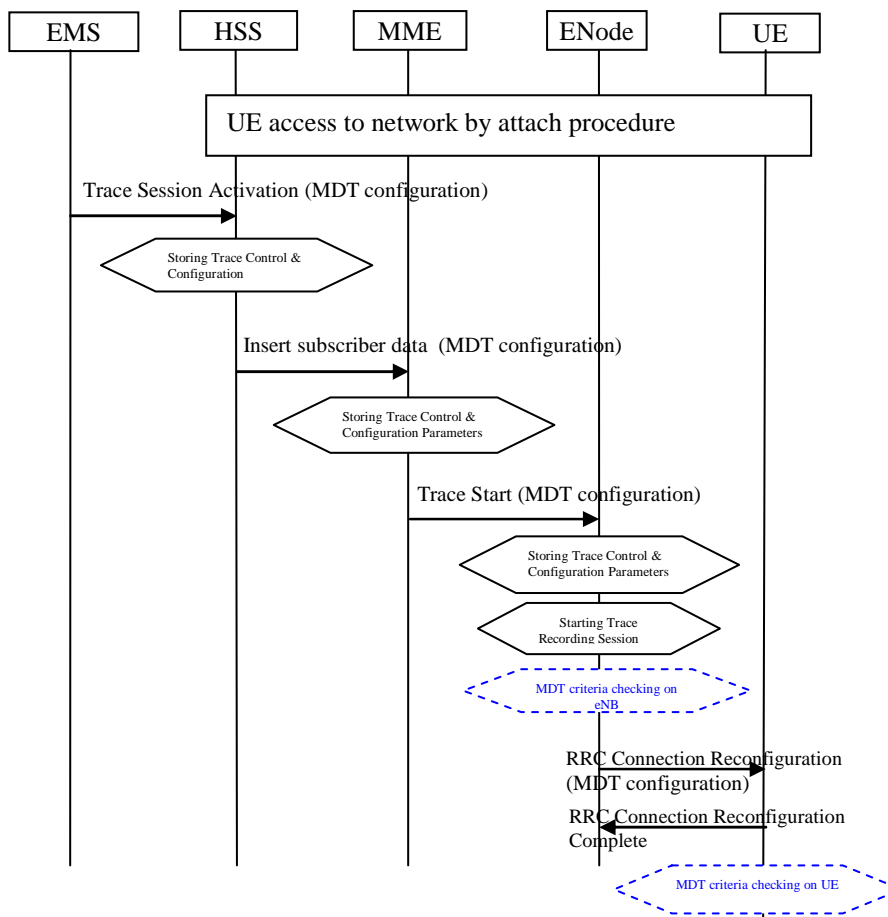 EMS HSS MME ENode UE
UE access to network by attach procedure
Trace Session Activation (MDT configuration)
Storing Trace Control &
Configuration
Insert subscriber data (MDT configuration)
Storing Trace Control &
Configuration Parameters
Trace Start (MDT configuration)
Storing Trace Control &
Configuration Parameters
Starting Trace
Recording Session
MDT criteria checking on
eNB
RRC Connection Reconfiguration
(MDT configuration)
RRC Connection Reconfiguration
Complete
MDT criteria checking on UE